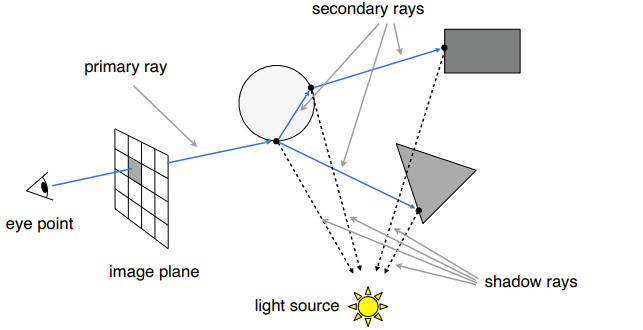 secondary rays
primary ray
eye point
image plane
shadow rays
light source